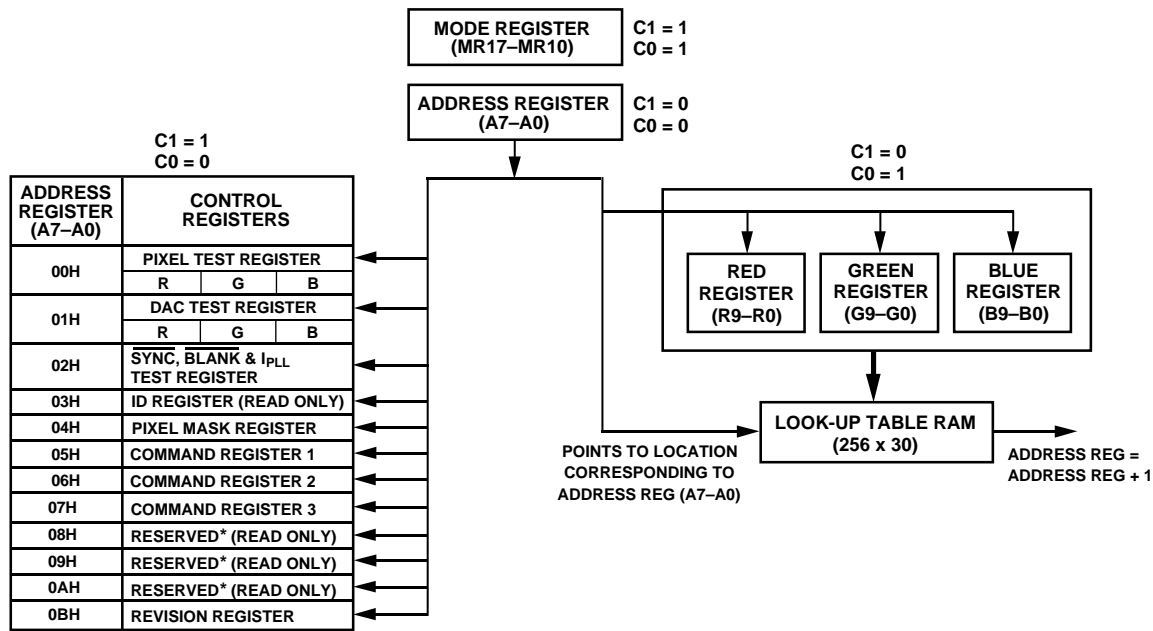 MODE REGISTER
(MR17–MR10)
C1 = 1
C0 = 1
ADDRESS REGISTER
(A7–A0)
C1 = 0
C0 = 0
C1 = 1
C0 = 0
ADDRESS
REGISTER
(A7–A0)
CONTROL
REGISTERS
00H
PIXEL TEST REGISTER
R G B
01H
DAC TEST REGISTER
R G B
02H
SYNC, BLANK & IPLL
TEST REGISTER
03H ID REGISTER (READ ONLY)
04H PIXEL MASK REGISTER
05H COMMAND REGISTER 1
06H COMMAND REGISTER 2
07H COMMAND REGISTER 3
08H RESERVED* (READ ONLY)
09H RESERVED* (READ ONLY)
0AH RESERVED* (READ ONLY)
0BH REVISION REGISTER
C1 = 0
C0 = 1
RED
REGISTER
(R9–R0)
GREEN
REGISTER
(G9–G0)
BLUE
REGISTER
(B9–B0)
LOOK-UP TABLE RAM
(256 x 30)
POINTS TO LOCATION
CORRESPONDING TO
ADDRESS REG (A7–A0)
ADDRESS REG =
ADDRESS REG + 1